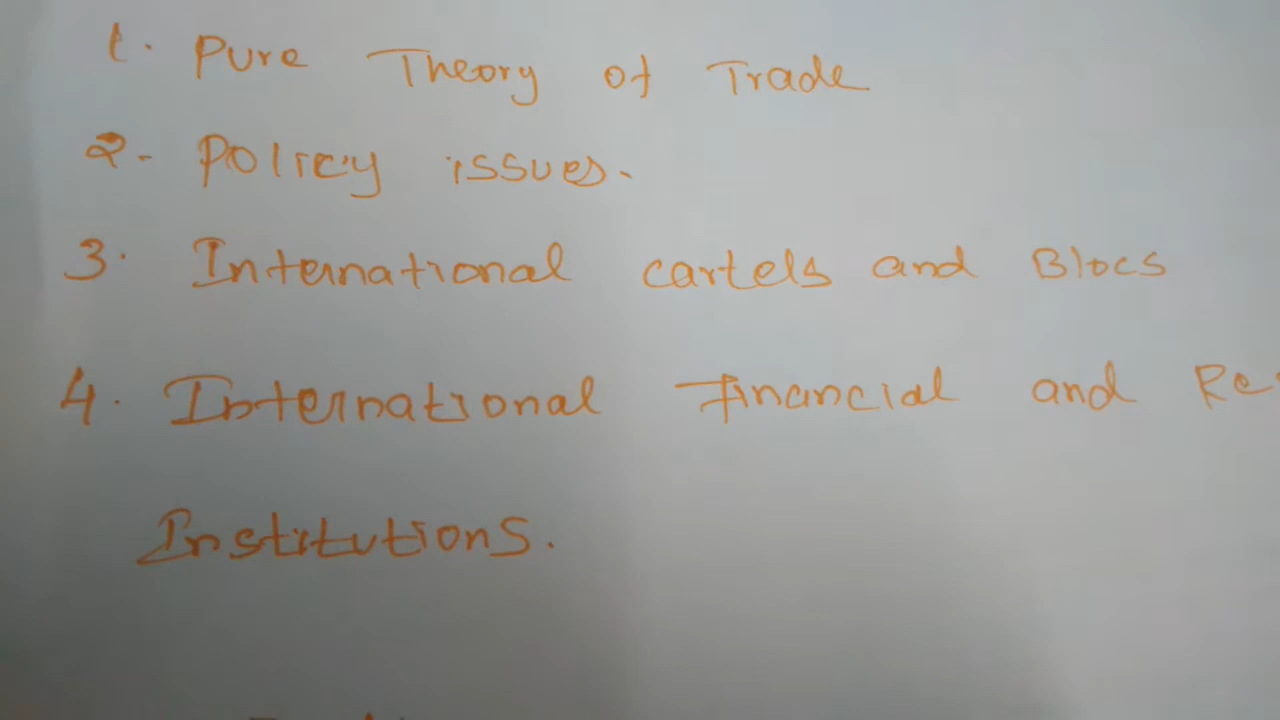 1. Pure Theory of Trade
2. Policy issues.
3. International cartels and Blocs
4. International Financial and
Institutions.